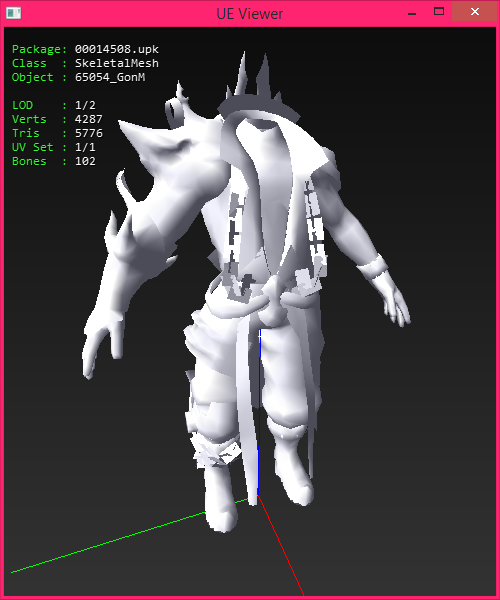 UE Viewer
Package: 00014508.upk
Class : SkeletalMesh
Object : 65054_GonM
LOD : 1/2
Verts : 4287
Tris : 5776
UV Set : 1/1
Bones : 102